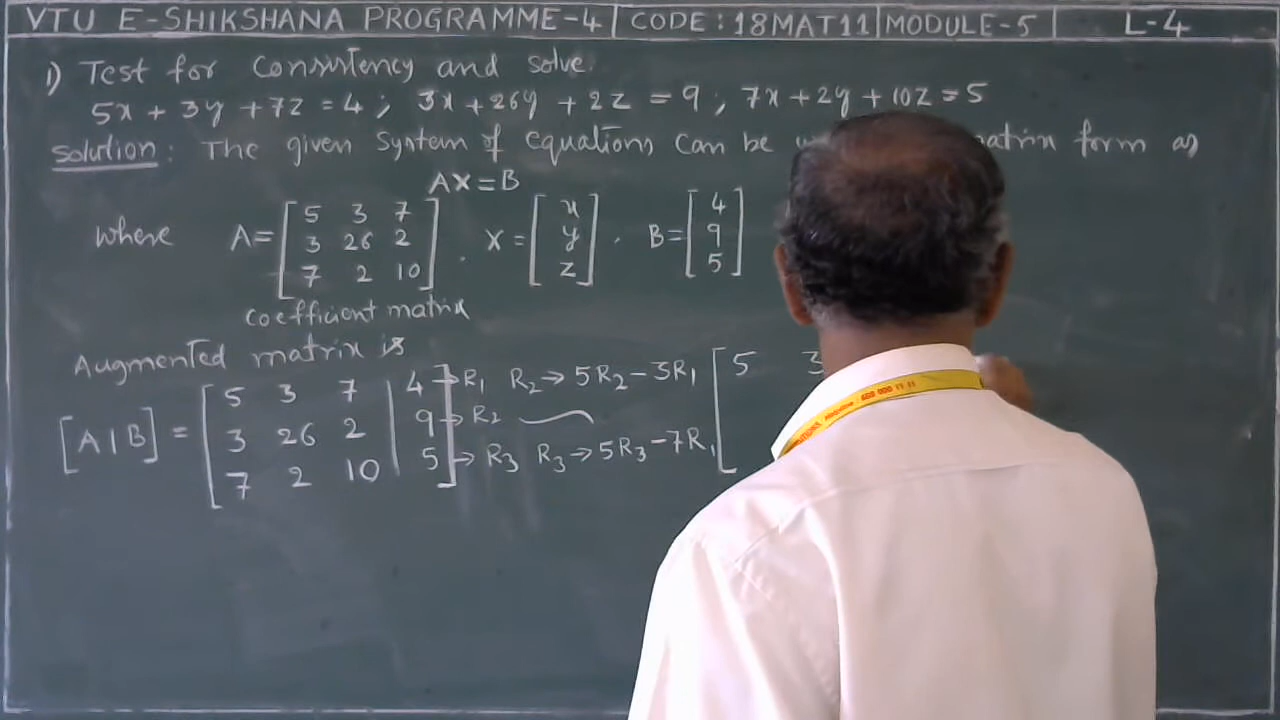 VTU E-SHIKSHANA PROGRAMME-4 | CODE: 18MAT11 | MODULE-5 | L-4
1) Test for Consistency and solve.
5x + 3y + 7z = 4 ; 3x + 26y + 2z = 9 ; 7x + 2y + 10z = 5
Solution: The given System of equations can be matrix form as
AX = B
where A = [5 3 7; 3 26 2; 7 2 10] . X = [x; y; z] . B = [4; 9; 5]
coefficient matrix
Augmented matrix is
[A | B] = [5 3 7 | 4; 3 26 2 | 9; 7 2 10 | 5] → R1 → R2 → R3 R2 → 5R2 - 3R1 R3 → 5R3 - 7R1 [5 3